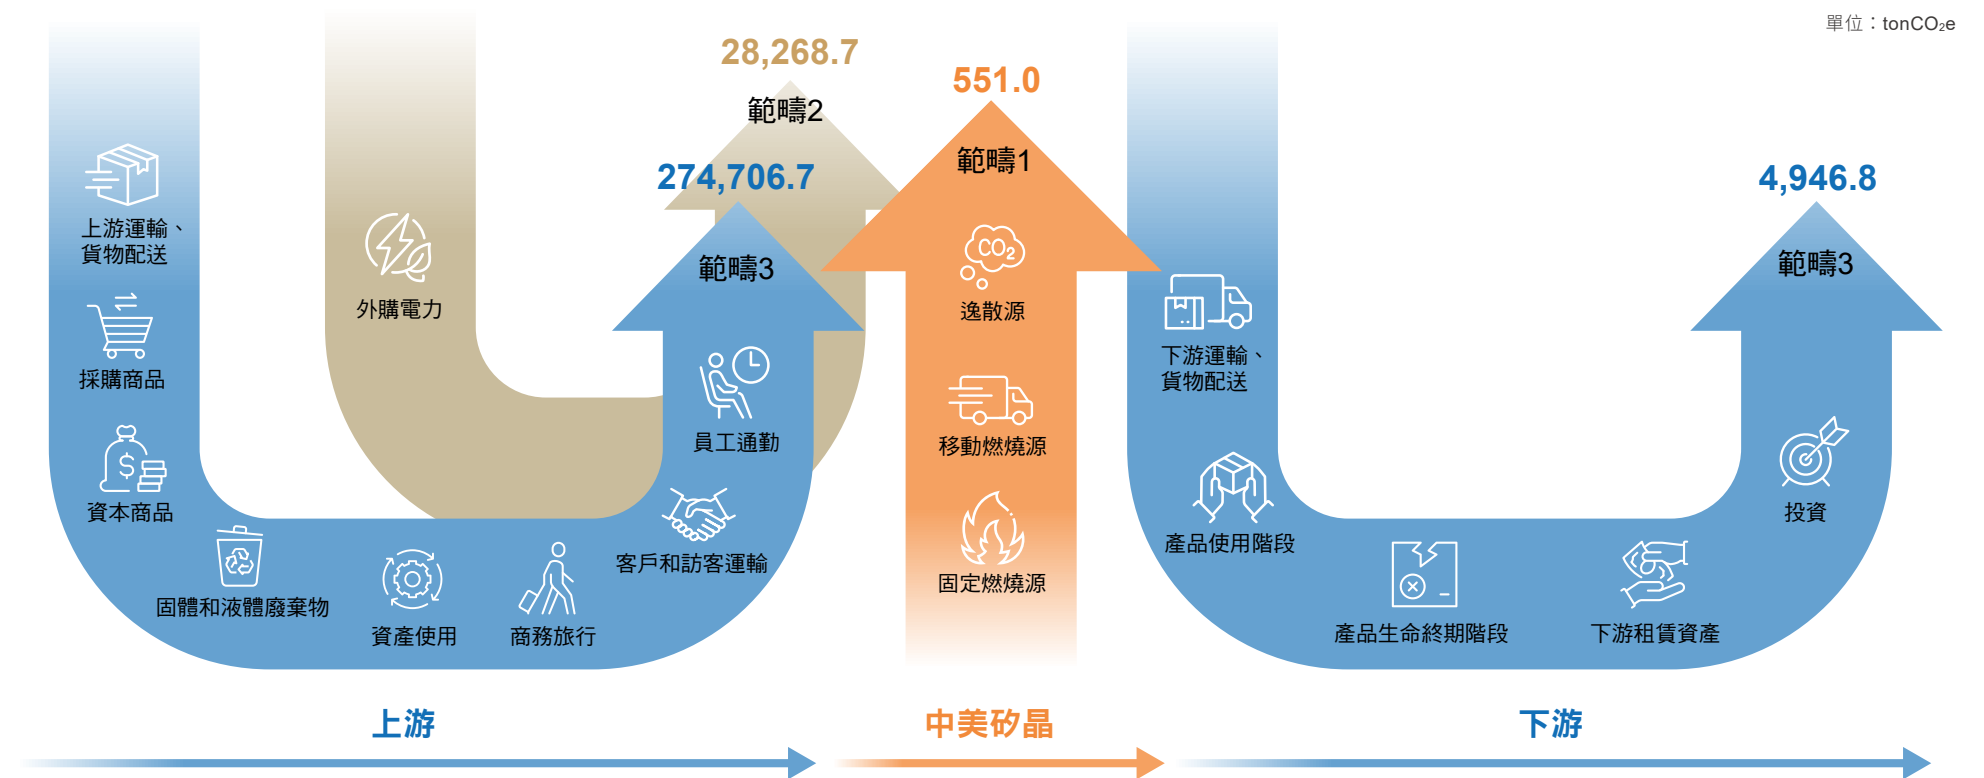 單位：tonCO₂e
28,268.7
範疇2
274,706.7
範疇3
上游運輸、
貨物配送
採購商品
資本商品
固體和液體廢棄物
資產使用
商務旅行
客戶和訪客運輸
員工通勤
外購電力
551.0
範疇1
CO₂
逸散源
移動燃燒源
固定燃燒源
4,946.8
範疇3
下游運輸、
貨物配送
產品使用階段
產品生命終期階段
下游租賃資產
投資
$
上游
中美矽晶
下游